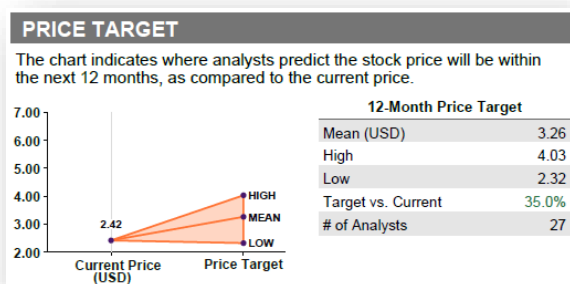 PRICE TARGET
The chart indicates where analysts predict the stock price will be within
the next 12 months, as compared to the current price.
7.00
6.00
5.00
4.00
3.00
2.00
2.42
HIGH
MEAN
LOW
Current Price
(USD)
Price Target
12-Month Price Target
Mean (USD) 3.26
High 4.03
Low 2.32
Target vs. Current 35.0%
# of Analysts 27